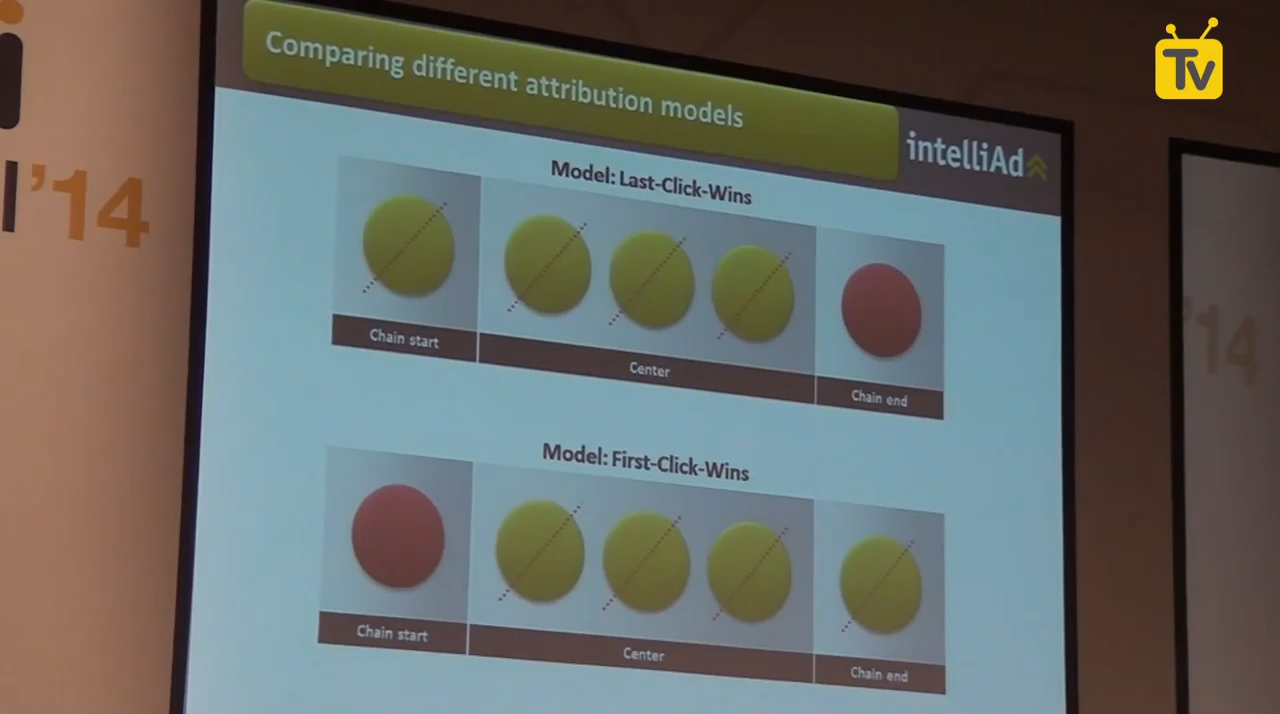 Tv
Comparing different attribution models
intelliAd
’14
Model: Last-Click-Wins
Chain start
Center
Chain end
’14
Model: First-Click-Wins
Chain start
Center
Chain end